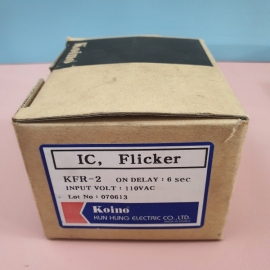 Koino
IC, Flicker
KFR-2 ON DELAY : 6 sec
INPUT VOLT : 110VAC
Lot No : 070613
Koino
KUN HUNG ELECTRIC CO., LTD.